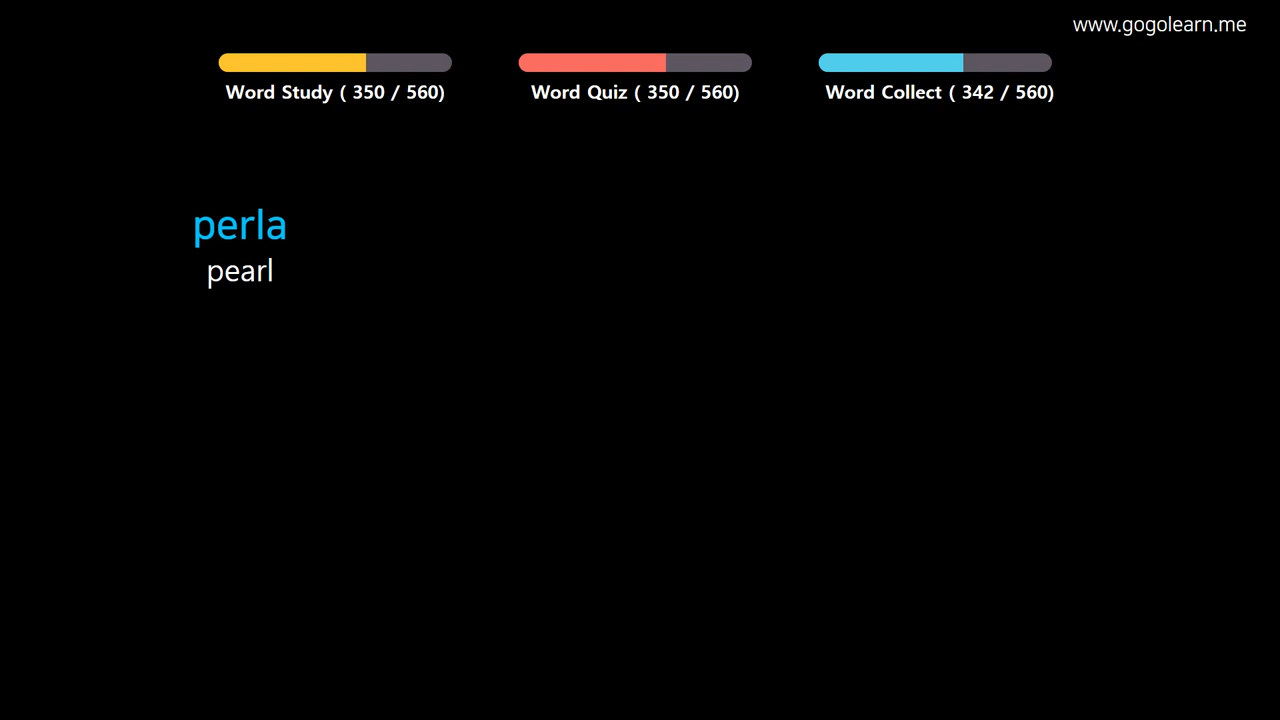 www.gogolearn.me
Word Study ( 350 / 560)
Word Quiz ( 350 / 560)
Word Collect ( 342 / 560)
perla
pearl